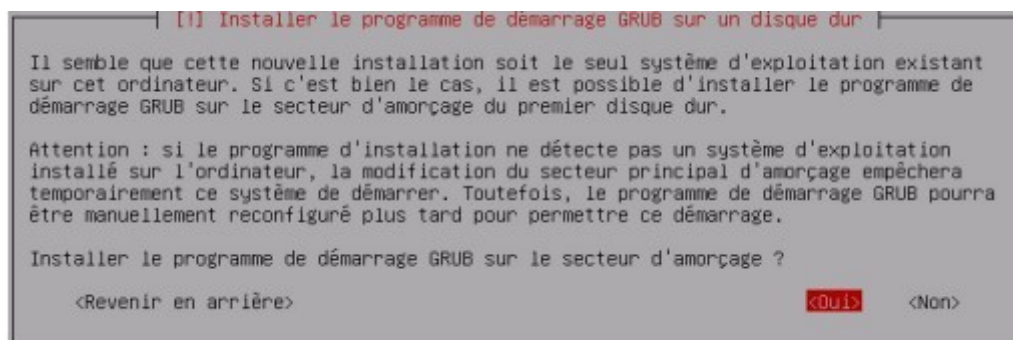 [!] Installer le programme de démarrage GRUB sur un disque dur
Il semble que cette nouvelle installation soit le seul système d'exploitation existant
sur cet ordinateur. Si c'est bien le cas, il est possible d'installer le programme de
démarrage GRUB sur le secteur d'amorçage du premier disque dur.
Attention : si le programme d'installation ne détecte pas un système d'exploitation
installé sur l'ordinateur, la modification du secteur principal d'amorçage empêchera
temporairement ce système de démarrer. Toutefois, le programme de démarrage GRUB pourra
être manuellement reconfiguré plus tard pour permettre ce démarrage.
Installer le programme de démarrage GRUB sur le secteur d'amorçage ?
<Revenir en arrière> <Oui> <Non>